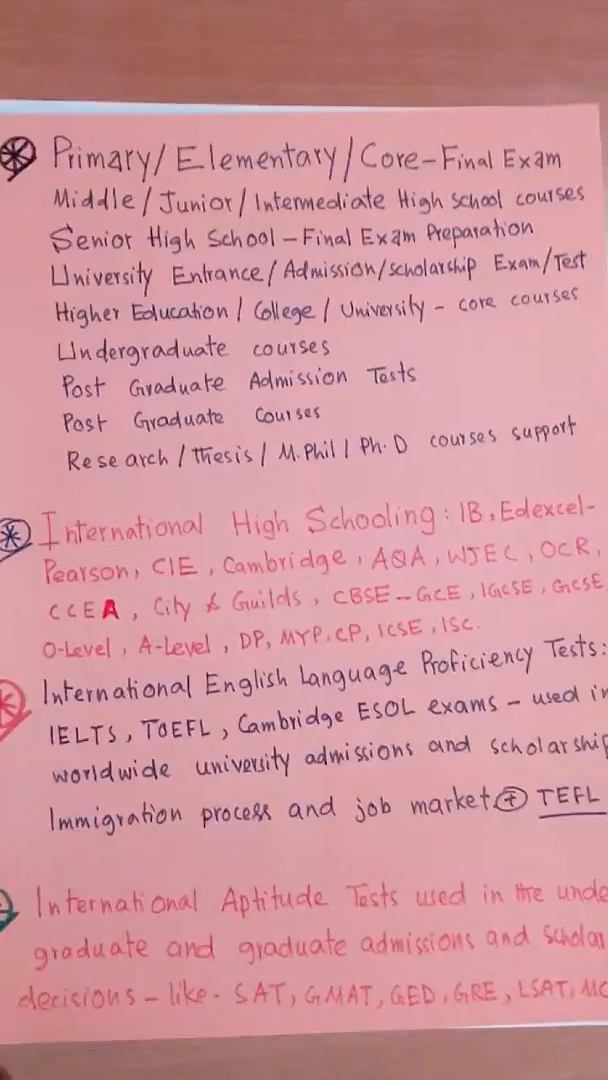 Primary/Elementary/Core-Final Exam
Middle/Junior/Intermediate High school courses
Senior High School - Final Exam Preparation
University Entrance/Admission/scholarship Exam/Test
Higher Education / College / University - core courses
Undergraduate courses
Post Graduate Admission Tests
Post Graduate Courses
Research / Thesis / M.Phil / Ph.D courses support
International High Schooling: IB, Edexcel-
Pearson, CIE, Cambridge, AQA, WJEC, OCR,
CCEA, City & Guilds, CBSE-GCE, IGCSE, GCSE,
O-Level, A-Level, DP, MYP, CP, ICSE, ISC.
International English Language Proficiency Tests:
IELTS, TOEFL, Cambridge ESOL exams - used in
worldwide university admissions and scholarship
Immigration process and job market + TEFL
International Aptitude Tests used in the unde
graduate and graduate admissions and scholar
decisions - like - SAT, GMAT, GED, GRE, LSAT, MC